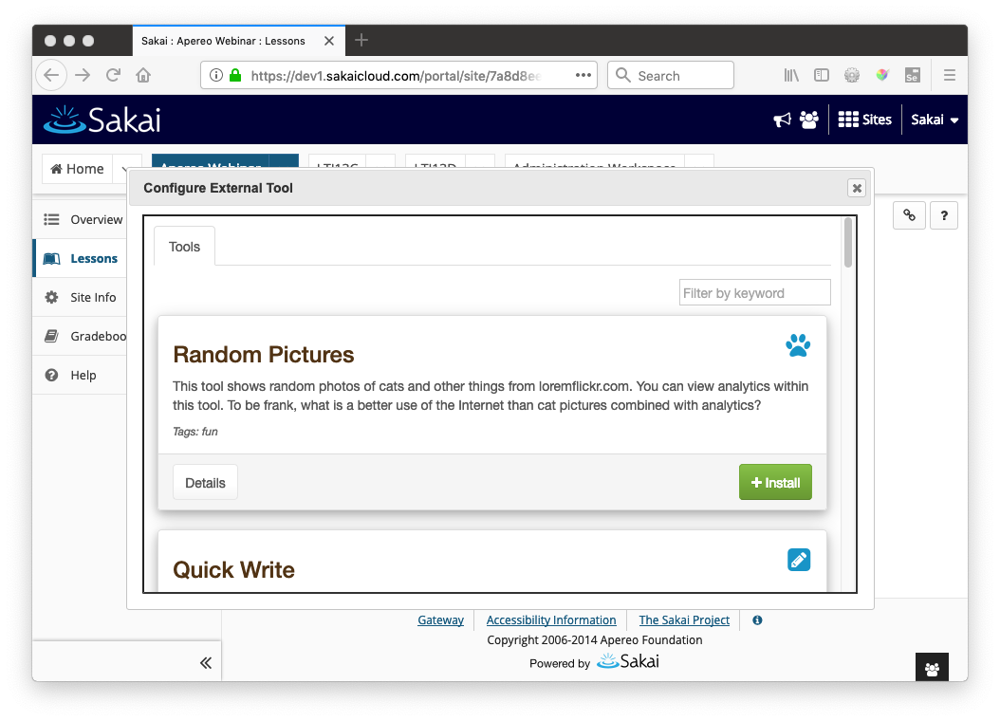 Sakai : Apereo Webinar : Lessons
https://dev1.sakaicloud.com/portal/site/7a8d8ee
Search
Se
Sakai
Sites
Sakai
Home
Apereo Webinar
LTI13C
LTI13D
Administration Workspace
Configure External Tool
Overview
Lessons
Site Info
Gradeboo
Help
?
Tools
Filter by keyword
Random Pictures
This tool shows random photos of cats and other things from loremflickr.com. You can view analytics within
this tool. To be frank, what is a better use of the Internet than cat pictures combined with analytics?
Tags: fun
Details
Install
Quick Write
Gateway
Accessibility Information
The Sakai Project
Copyright 2006-2014 Apereo Foundation
Powered by Sakai